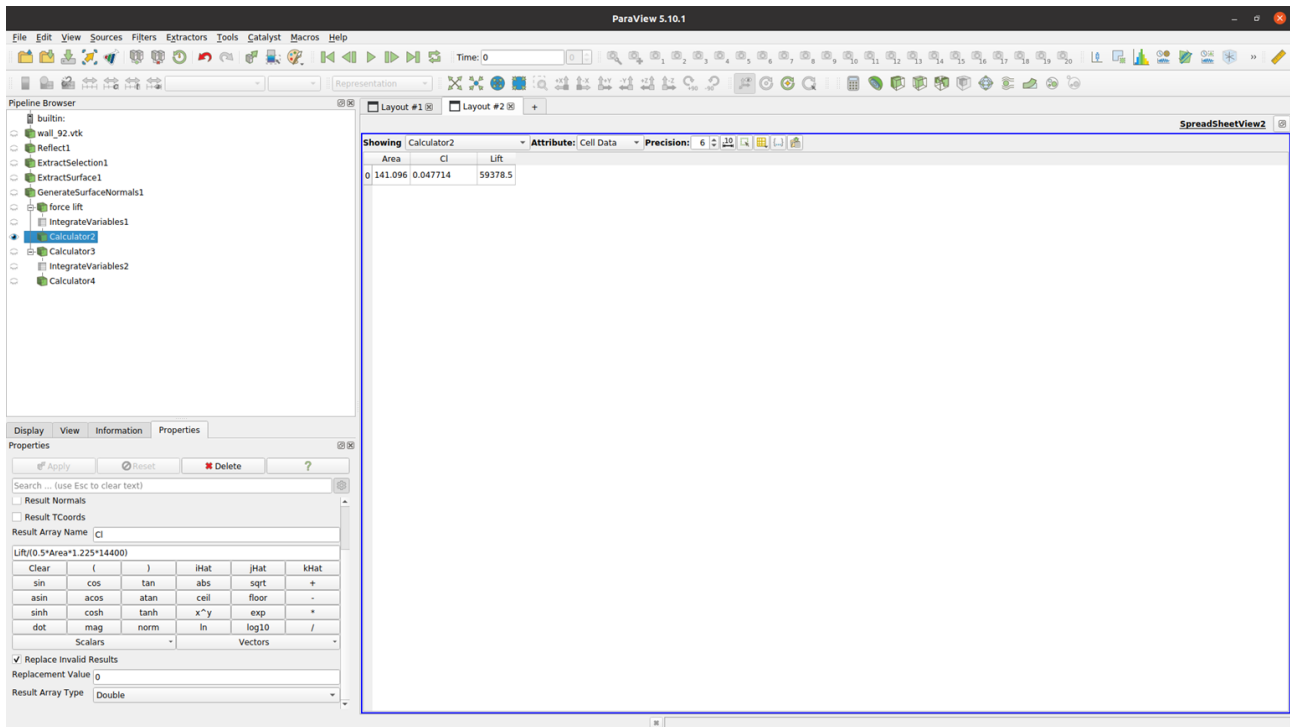 ParaView 5.10.1
File Edit View Sources Filters Extractors Tools Catalyst Macros Help
Time: 0 0
Representation
Pipeline Browser
builtin:
wall_92.vtk
Reflect1
ExtractSelection1
ExtractSurface1
GenerateSurfaceNormals1
force lift
IntegrateVariables1
Calculator2
Calculator3
IntegrateVariables2
Calculator4
Layout #1 Layout #2 +
SpreadSheetView2
Showing Calculator2 Attribute: Cell Data Precision: 6
Area Cl Lift
0 141.096 0.047714 59378.5
Display View Information Properties
Properties
Apply Reset Delete ?
Search ... (use Esc to clear text)
Result Normals
Result TCoords
Result Array Name Cl
Lift/(0.5*Area*1.225*14400)
Clear ( ) iHat jHat kHat
sin cos tan abs sqrt +
asin acos atan ceil floor -
sinh cosh tanh x^y exp *
dot mag norm ln log10 /
Scalars Vectors
Replace Invalid Results
Replacement Value 0
Result Array Type Double